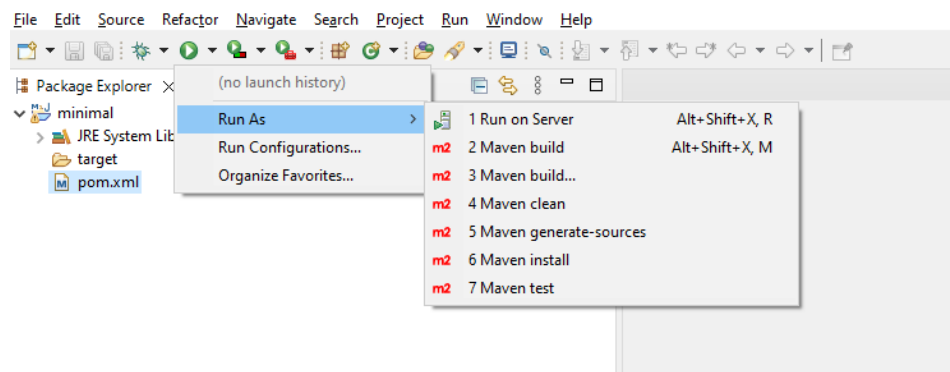 File Edit Source Refactor Navigate Search Project Run Window Help
Package Explorer
(no launch history)
minimal
Run As
1 Run on Server Alt+Shift+X, R
JRE System Lib
Run Configurations...
m2 2 Maven build Alt+Shift+X, M
target
Organize Favorites...
m2 3 Maven build...
M pom.xml
m2 4 Maven clean
m2 5 Maven generate-sources
m2 6 Maven install
m2 7 Maven test